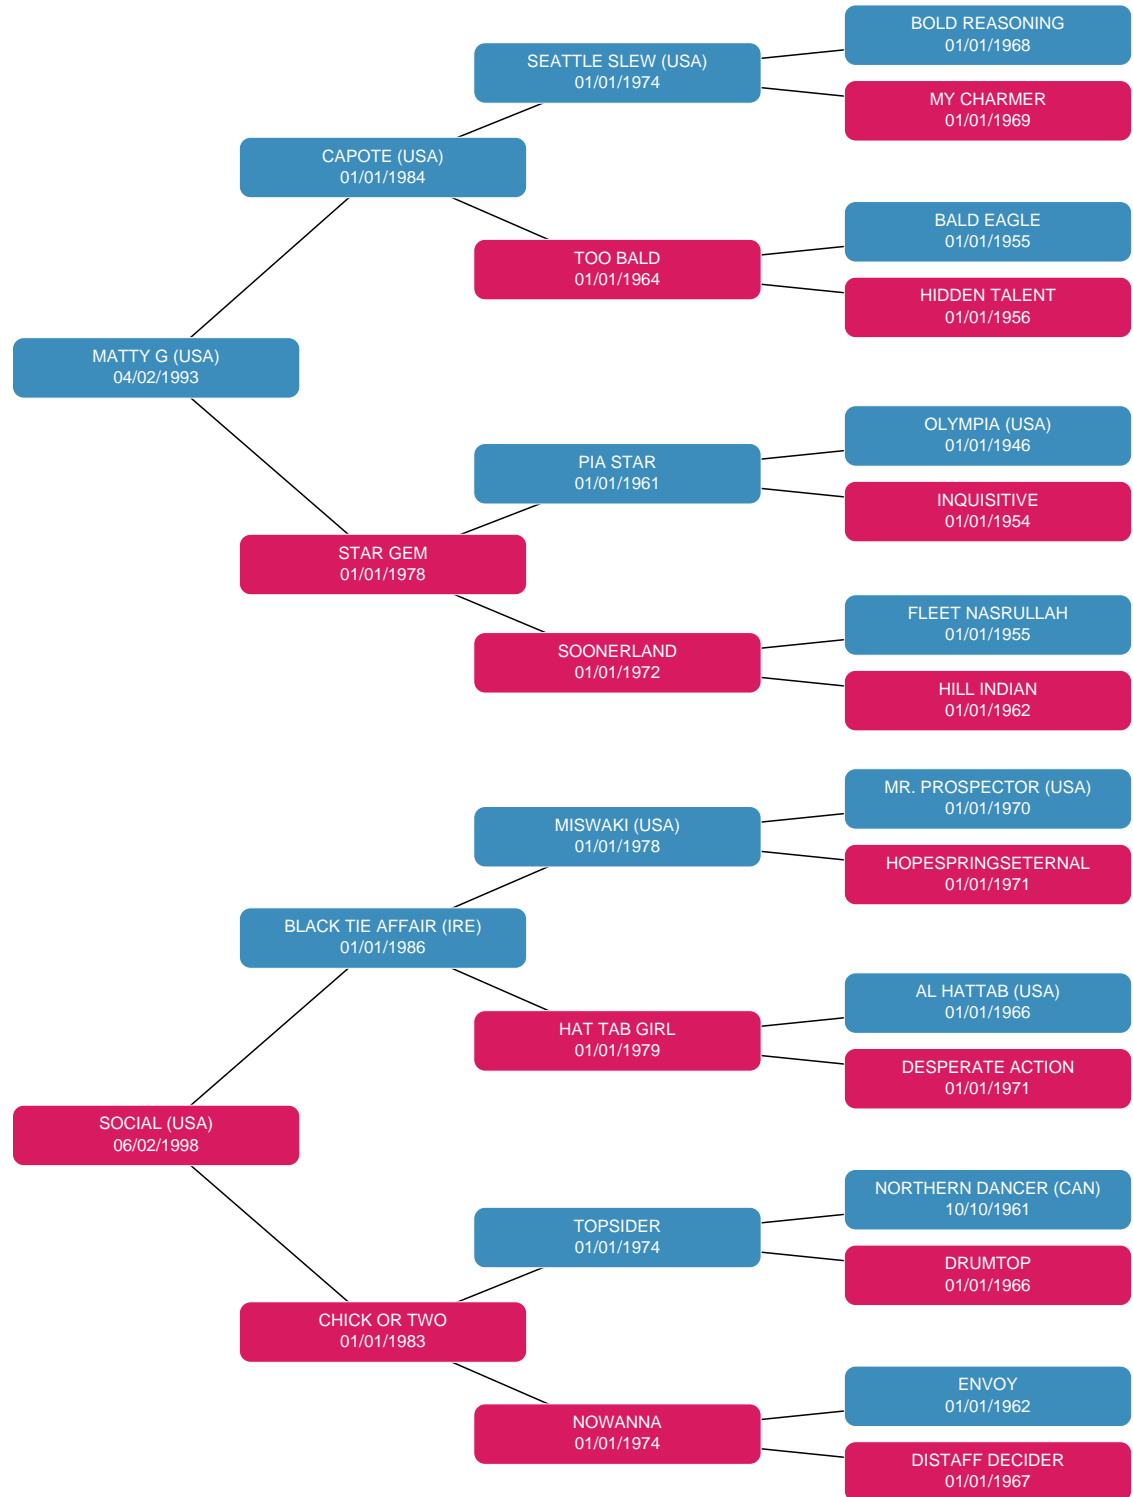 BOLD REASONING
01/01/1968
SEATTLE SLEW (USA)
01/01/1974
MY CHARMER
01/01/1969
CAPOTE (USA)
01/01/1984
BALD EAGLE
01/01/1955
TOO BALD
01/01/1964
HIDDEN TALENT
01/01/1956
MATTY G (USA)
04/02/1993
OLYMPIA (USA)
01/01/1946
PIA STAR
01/01/1961
INQUISITIVE
01/01/1954
STAR GEM
01/01/1978
FLEET NASRULLAH
01/01/1955
SOONERLAND
01/01/1972
HILL INDIAN
01/01/1962
MR. PROSPECTOR (USA)
01/01/1970
MISWAKI (USA)
01/01/1978
HOPESPRINGSETERNAL
01/01/1971
BLACK TIE AFFAIR (IRE)
01/01/1986
AL HATTAB (USA)
01/01/1966
HAT TAB GIRL
01/01/1979
DESPERATE ACTION
01/01/1971
SOCIAL (USA)
06/02/1998
NORTHERN DANCER (CAN)
10/10/1961
TOPSIDER
01/01/1974
DRUMTOP
01/01/1966
CHICK OR TWO
01/01/1983
ENVOY
01/01/1962
NOWANNA
01/01/1974
DISTAFF DECIDER
01/01/1967